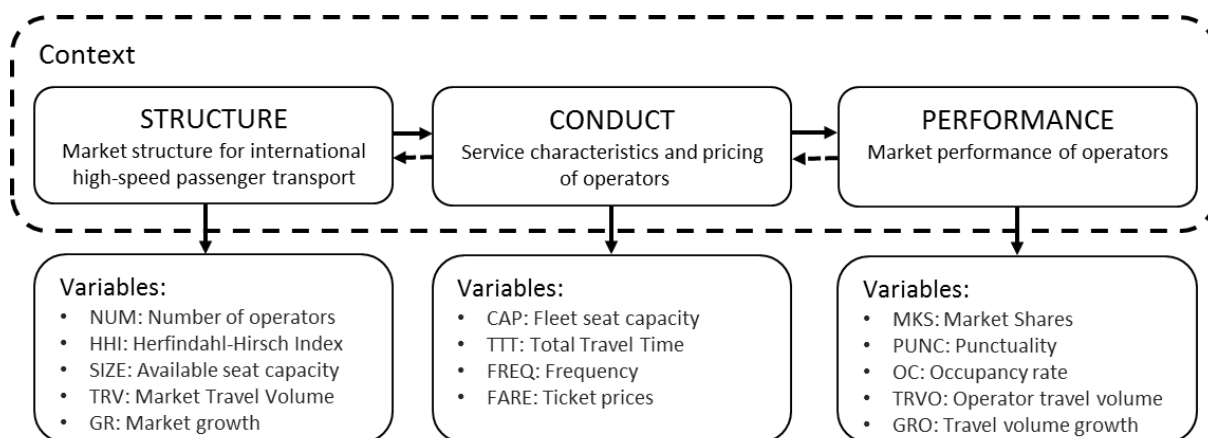 Context
STRUCTURE
Market structure for international
high-speed passenger transport
CONDUCT
Service characteristics and pricing
of operators
PERFORMANCE
Market performance of operators
Variables:
• NUM: Number of operators
• HHI: Herfindahl-Hirsch Index
• SIZE: Available seat capacity
• TRV: Market Travel Volume
• GR: Market growth
Variables:
• CAP: Fleet seat capacity
• TTT: Total Travel Time
• FREQ: Frequency
• FARE: Ticket prices
Variables:
• MKS: Market Shares
• PUNC: Punctuality
• OC: Occupancy rate
• TRVO: Operator travel volume
• GRO: Travel volume growth